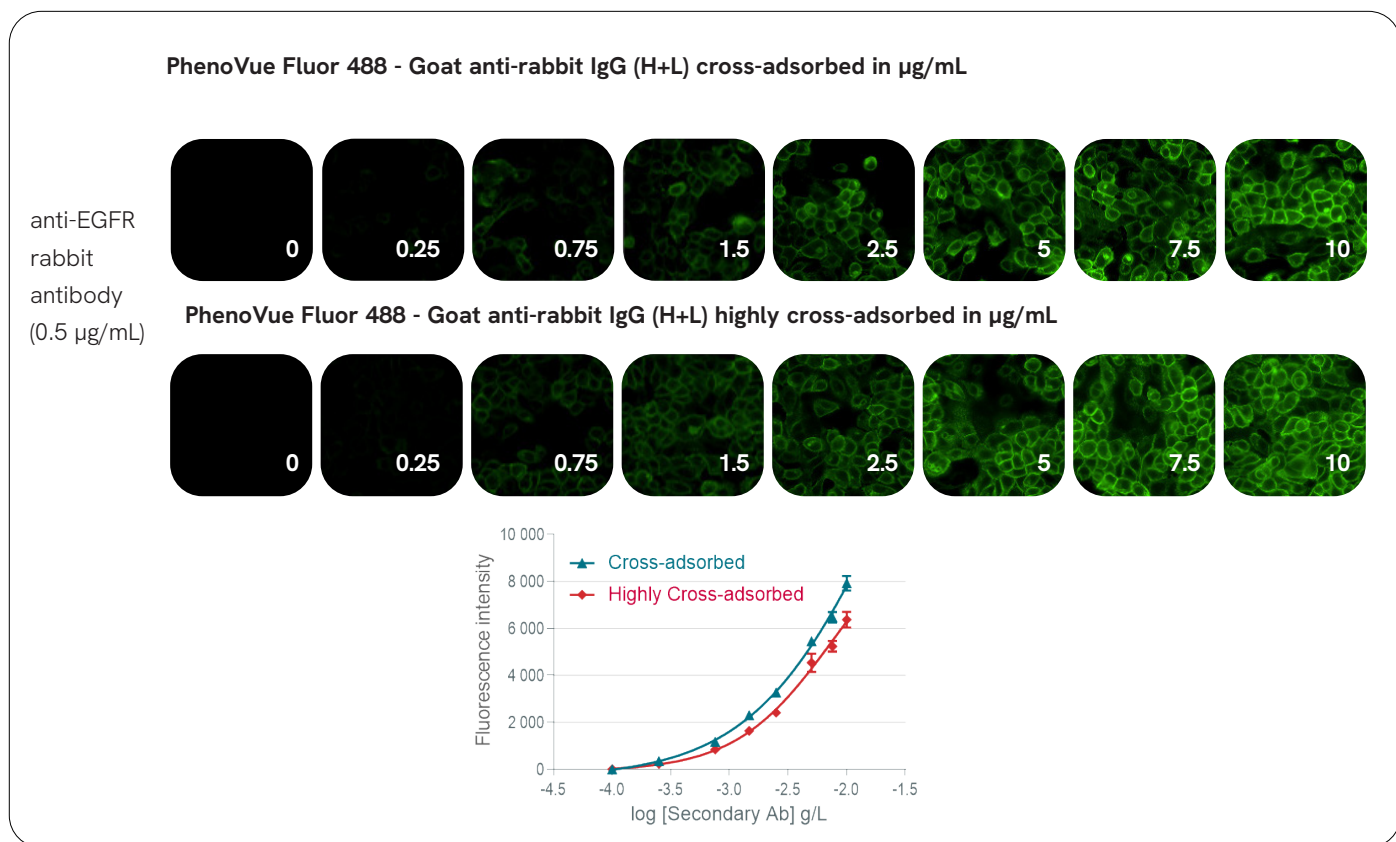 PhenoVue Fluor 488 - Goat anti-rabbit IgG (H+L) cross-adsorbed in µg/mL
anti-EGFR
rabbit
antibody
(0.5 µg/mL)
0 0.25 0.75 1.5 2.5 5 7.5 10
PhenoVue Fluor 488 - Goat anti-rabbit IgG (H+L) highly cross-adsorbed in µg/mL
0 0.25 0.75 1.5 2.5 5 7.5 10
Fluorescence intensity
10 000
8 000
6 000
4 000
2 000
0
Cross-adsorbed
Highly Cross-adsorbed
-4.5 -4.0 -3.5 -3.0 -2.5 -2.0 -1.5
log [Secondary Ab] g/L